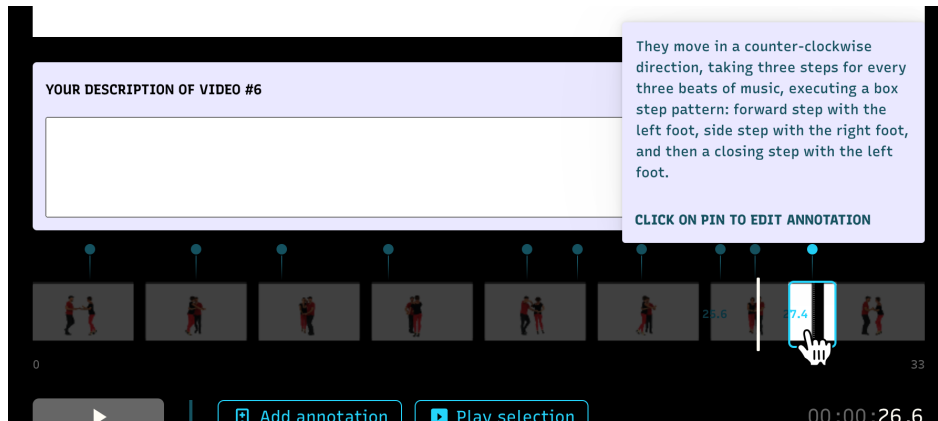 They move in a counter-clockwise
direction, taking three steps for every
three beats of music, executing a box
step pattern: forward step with the
left foot, side step with the right foot,
and then a closing step with the left
foot.
CLICK ON PIN TO EDIT ANNOTATION
YOUR DESCRIPTION OF VIDEO #6
26.6
27.4
0
33
Add annotation
Play selection
00:00:26.6